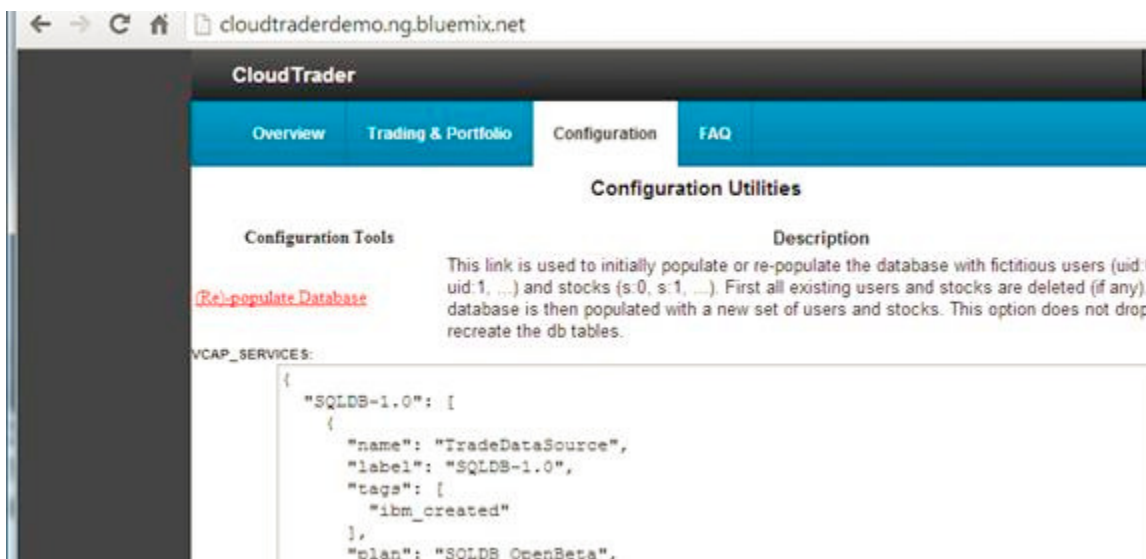 cloudtraderdemo.ng.bluemix.net
CloudTrader
Overview Trading & Portfolio Configuration FAQ
Configuration Utilities
Configuration Tools Description
This link is used to initially populate or re-populate the database with fictitious users (uid:
(Re)-populate Database
uid:1, ...) and stocks (s:0, s:1, ...). First all existing users and stocks are deleted (if any)
database is then populated with a new set of users and stocks. This option does not drop
recreate the db tables.
VCAP_SERVICES:
{
"SQLDB-1.0": [
{
"name": "TradeDataSource",
"label": "SQLDB-1.0",
"tags": [
"ibm_created"
],
"plan": "SQLDB_OpenBeta",